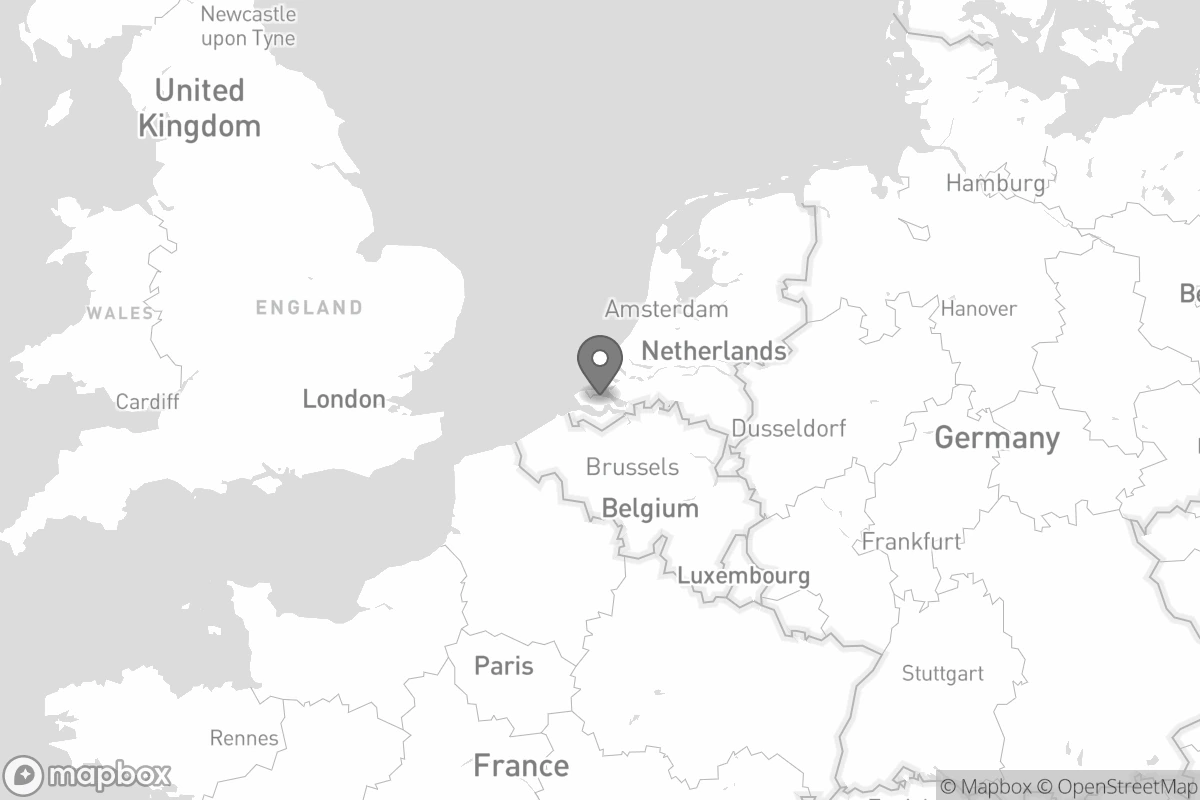 Newcastle
upon Tyne
United
Kingdom
Hamburg
WALES
ENGLAND
Amsterdam
Hanover
Netherlands
Cardiff
London
Dusseldorf
Germany
Brussels
Belgium
Frankfurt
Luxembourg
Paris
Stuttgart
Rennes
France
mapbox
© Mapbox © OpenStreetMap